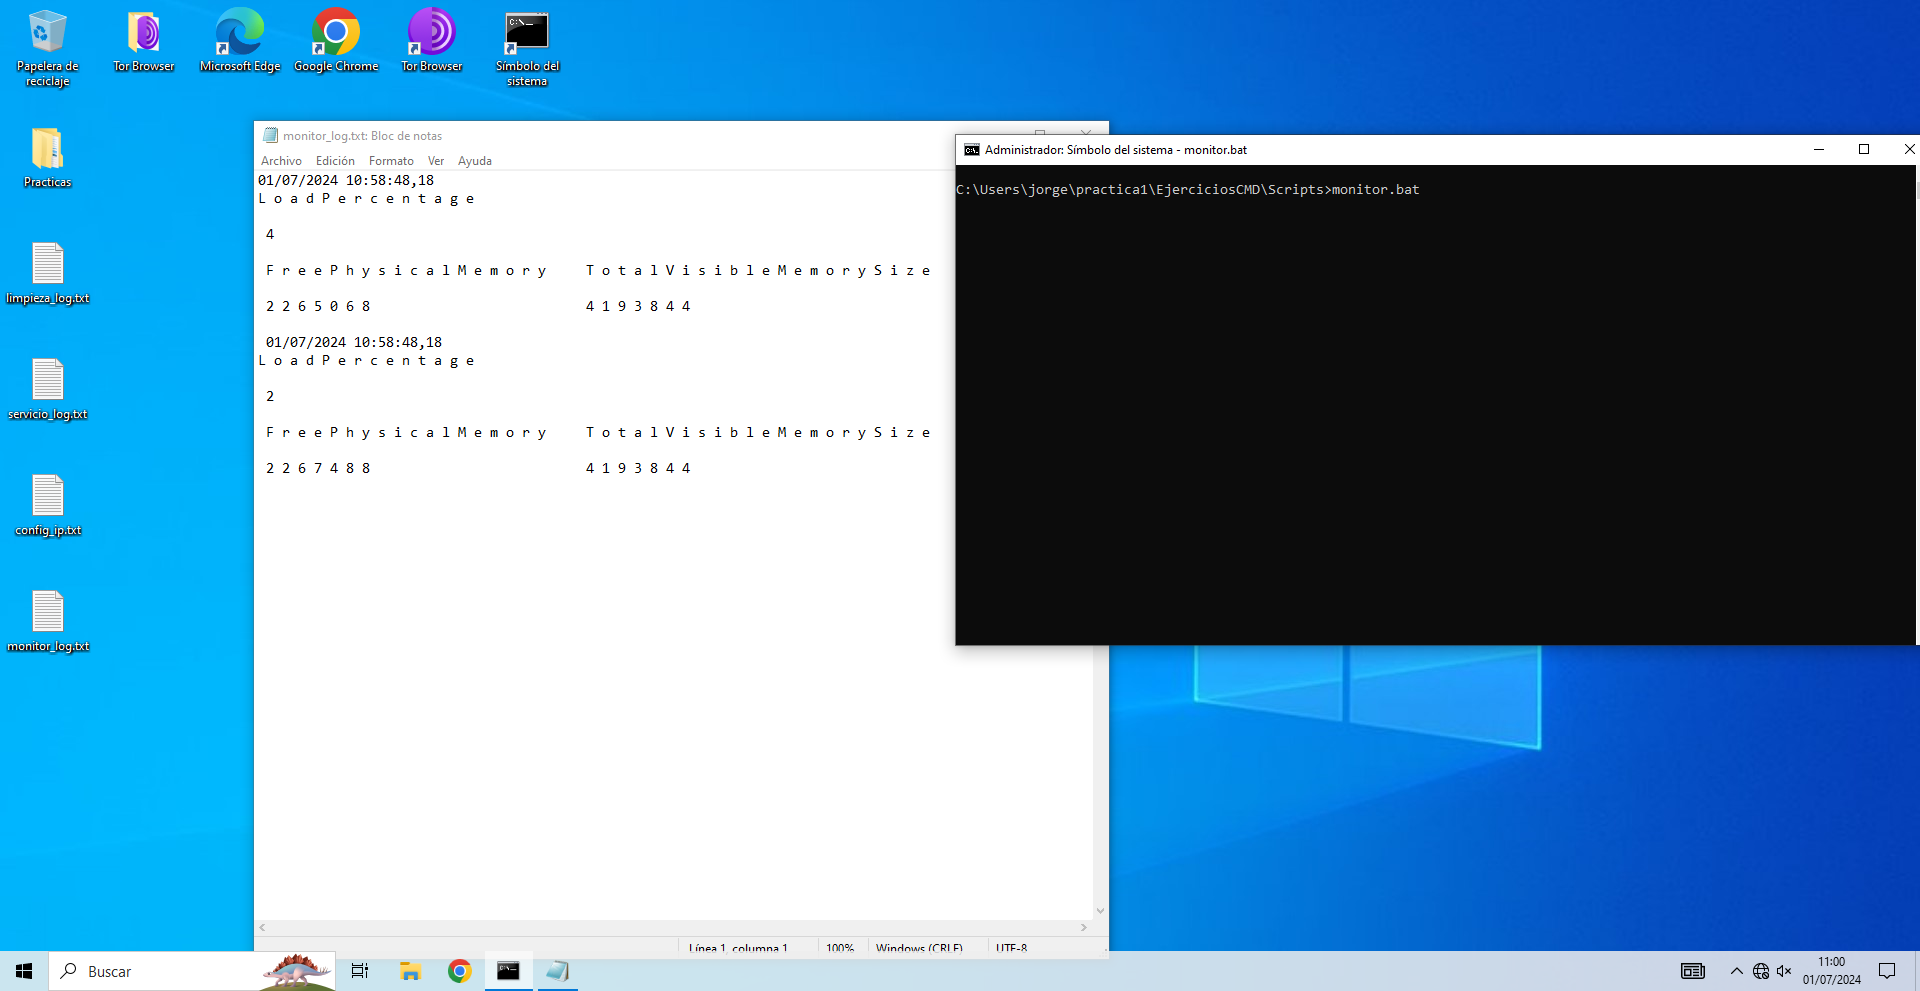 Papelera de
reciclaje
Tor Browser
Microsoft Edge
Google Chrome
Tor Browser
Símbolo del
sistema
Practicas
limpieza_log.txt
servicio_log.txt
config_ip.txt
monitor_log.txt
monitor_log.txt: Bloc de notas
Archivo Edición Formato Ver Ayuda
01/07/2024 10:58:48,18
L o a d P e r c e n t a g e
4
F r e e P h y s i c a l M e m o r y     T o t a l V i s i b l e M e m o r y S i z e
2 2 6 5 0 6 8     4 1 9 3 8 4 4
01/07/2024 10:58:48,18
L o a d P e r c e n t a g e
2
F r e e P h y s i c a l M e m o r y     T o t a l V i s i b l e M e m o r y S i z e
2 2 6 7 4 8 8     4 1 9 3 8 4 4
Línea 1, columna 1 100% Windows (CRLF) UTF-8
Administrador: Símbolo del sistema - monitor.bat
C:\Users\jorge\practica1\EjerciciosCMD\Scripts>monitor.bat
Buscar
11:00
01/07/2024